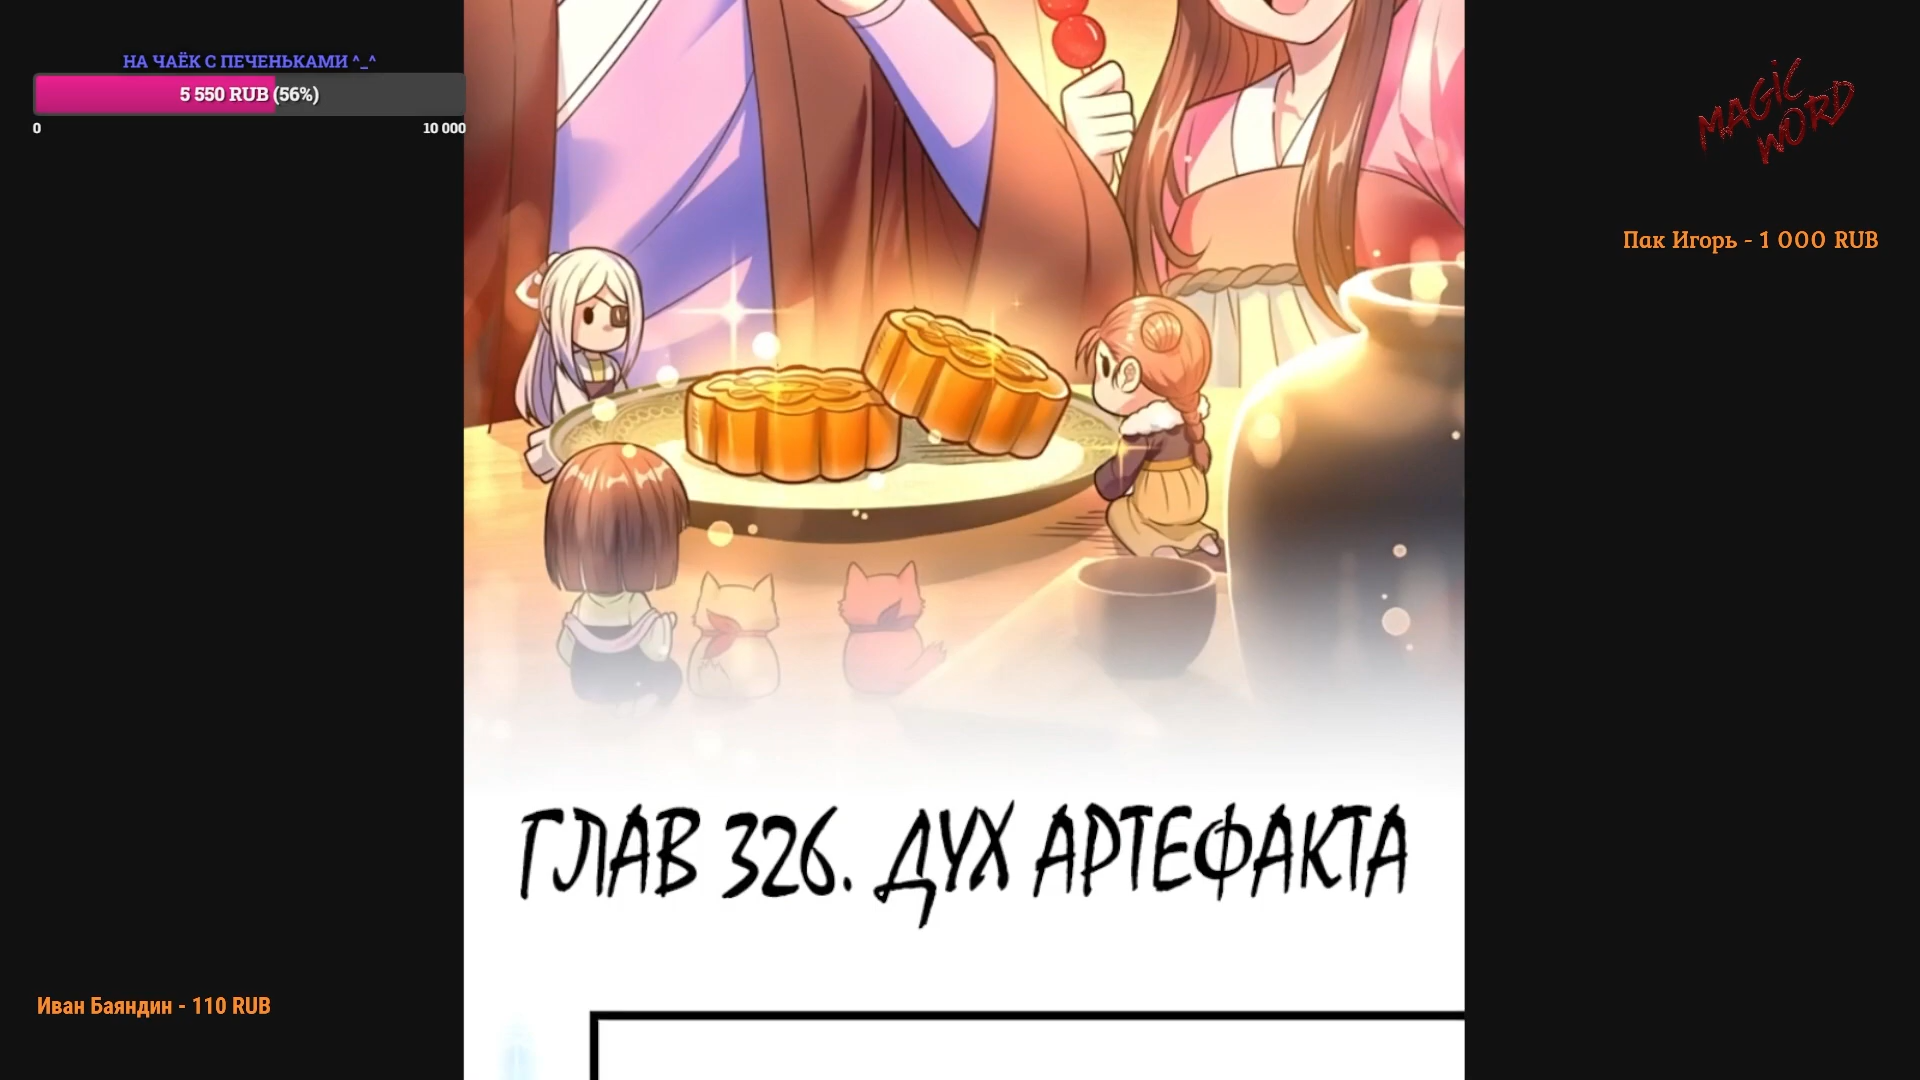 НА ЧАЁК С ПЕЧЕНЬКАМИ ^_^
5 550 RUB (56%)
0
10 000
MAGIC
WORD
Пак Игорь - 1 000 RUB
ГЛАВ 326. ДУХ АРТЕФАКТА
Иван Баяндин - 110 RUB